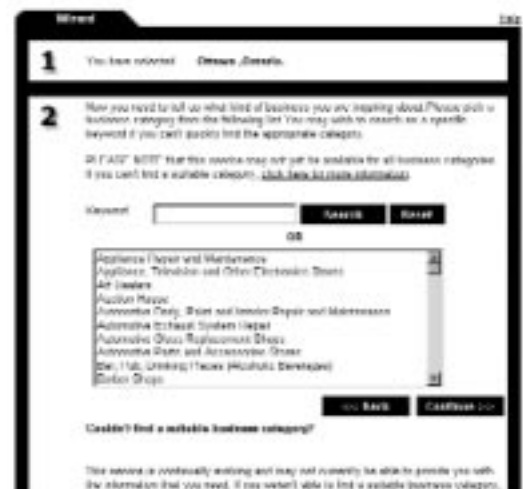 Wizard
1
You have selected Ottawa, Ontario.
2
Now you need to tell us what kind of business you are inquiring about. Please pick a
business category from the following list. You may wish to search on a specific
keyword if you can't quickly find the appropriate category.
PLEASE NOTE that this service may not yet be available for all business categories.
If you can't find a suitable category, click here for more information.
Keyword Search Reset
OR
Appliance Repair and Maintenance
Appliance, Television and Other Electronics Stores
Art Dealers
Auction House
Automotive Body, Paint and Interior Repair and Maintenance
Automotive Exhaust System Repair
Automotive Glass Replacement Shops
Automotive Parts and Accessories Stores
Bar, Pub, Drinking Places (Alcoholic Beverages)
Barber Shops
<<< Back Continue >>>
Couldn't find a suitable business category?
This service is continually evolving and may not currently be able to provide you with
the information that you need. If you weren't able to find a suitable business category,